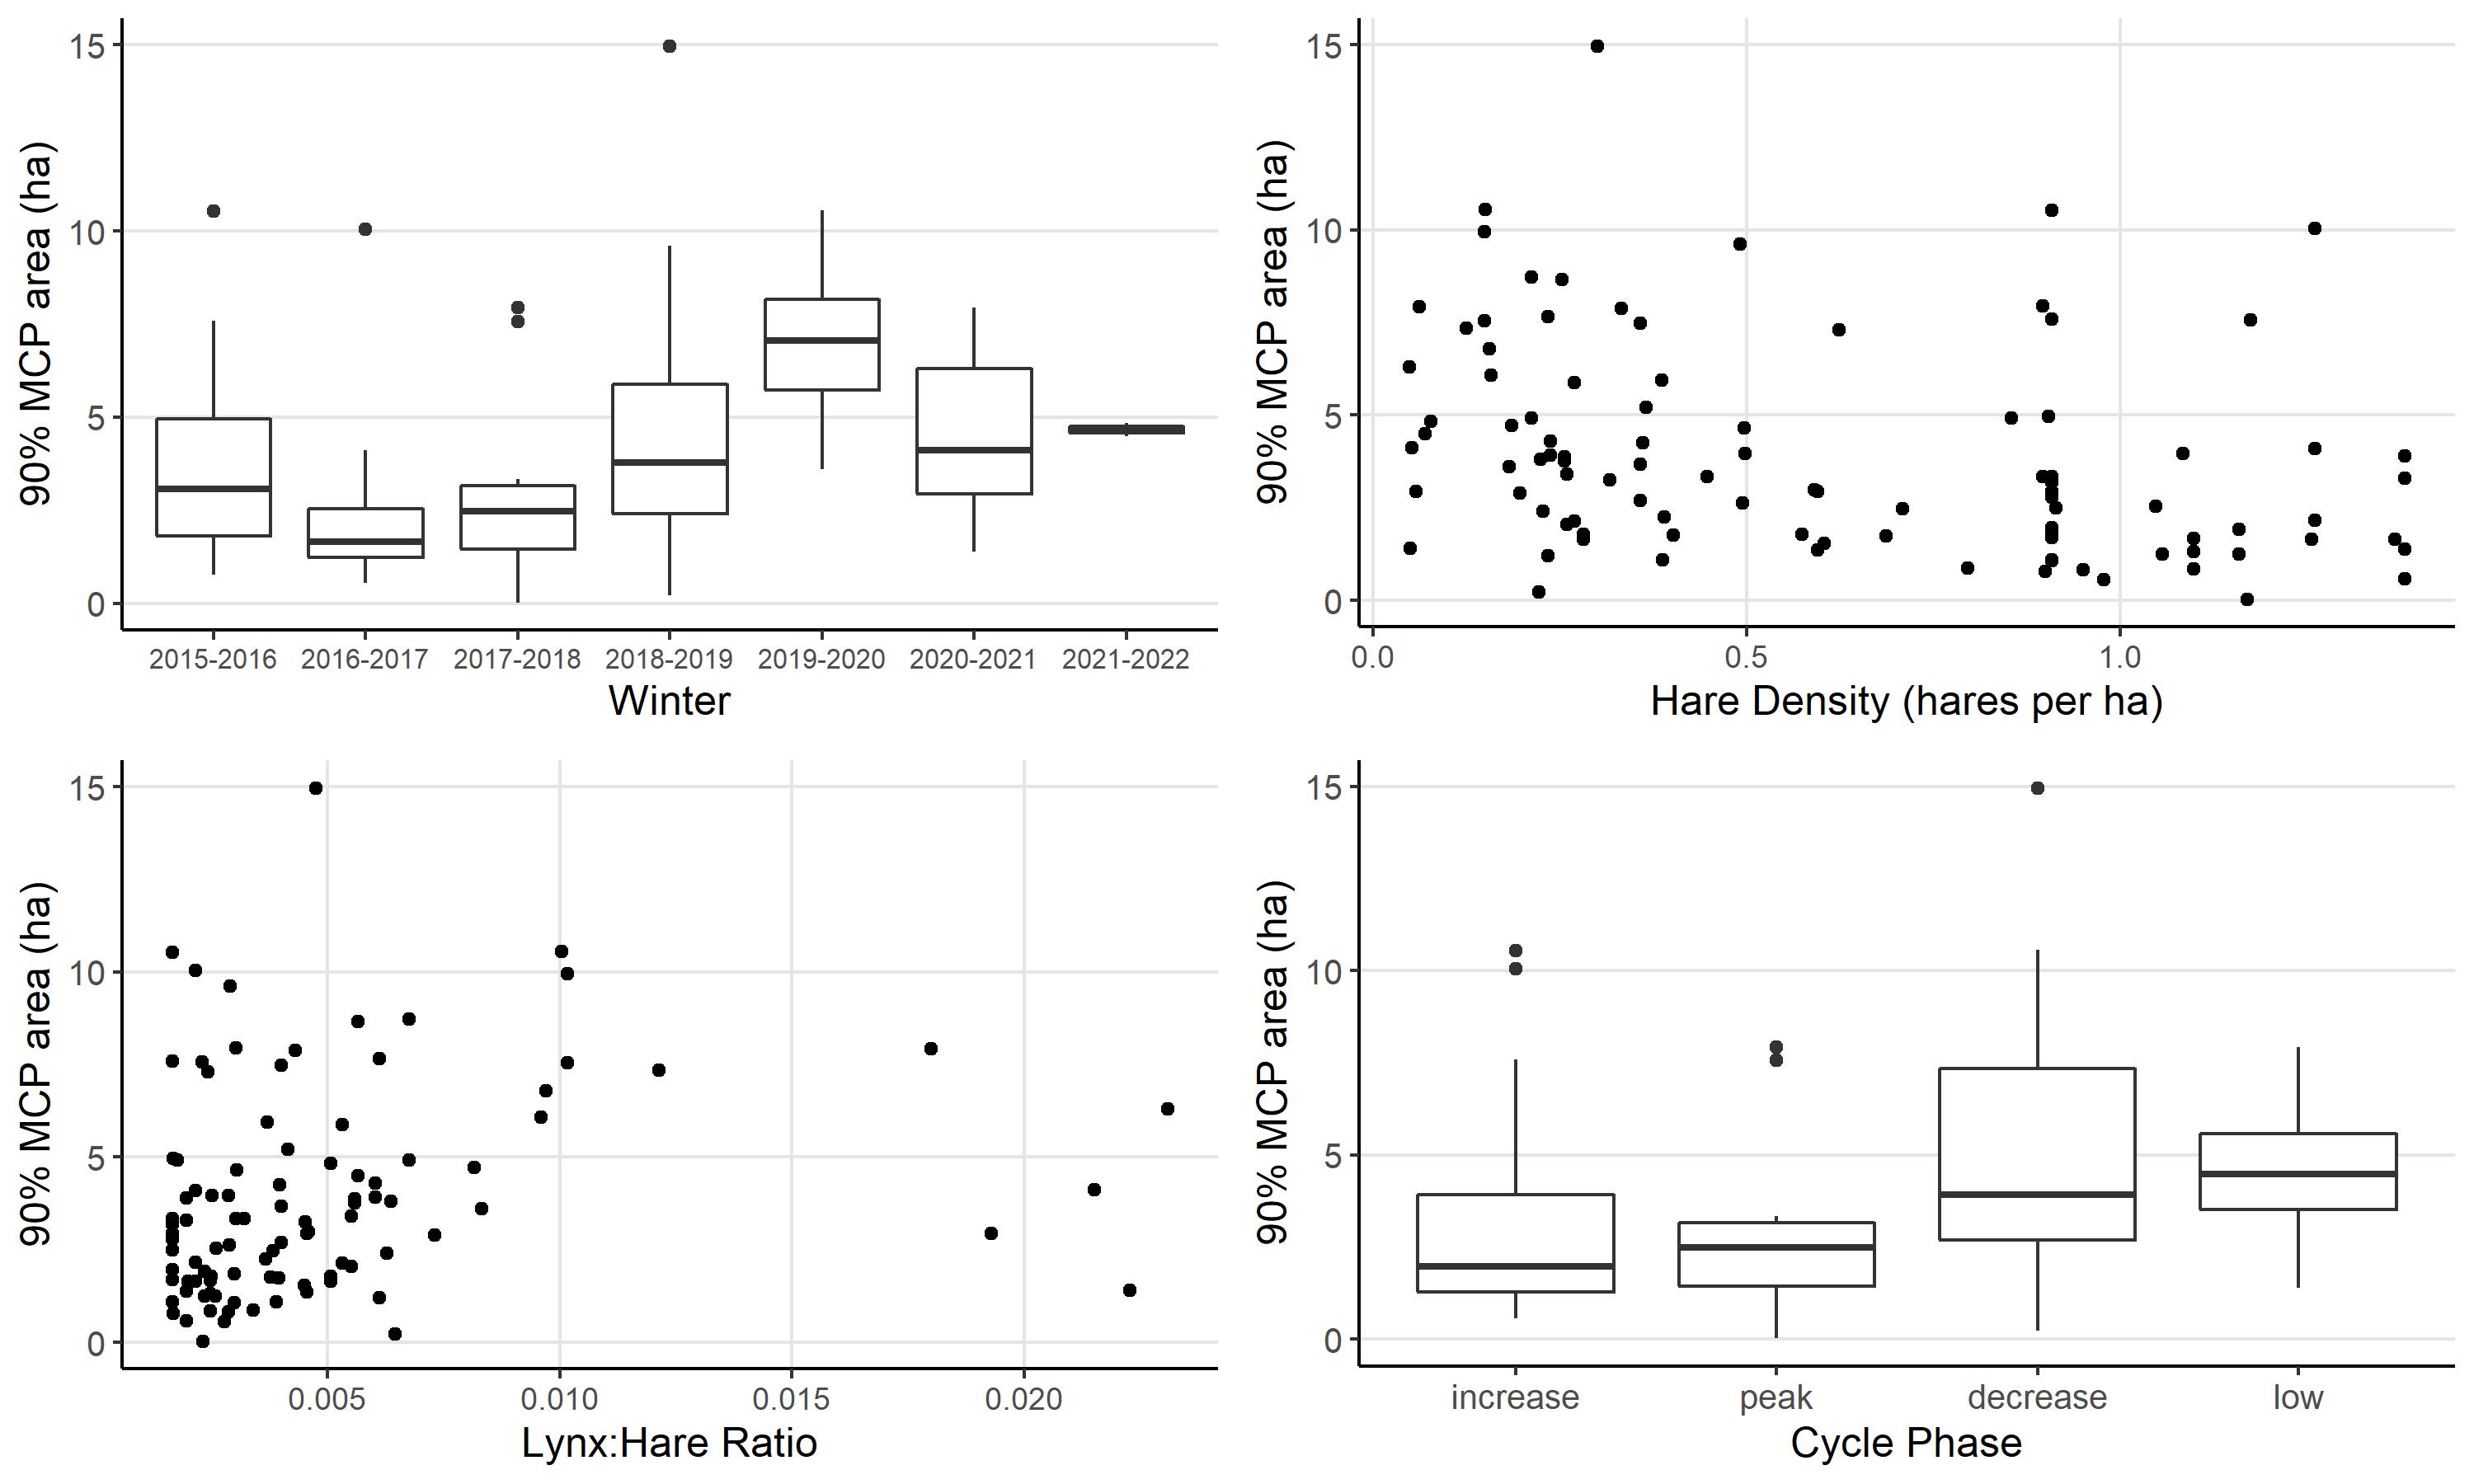 90% MCP area (ha)
15
10
5
0
2015-2016 2016-2017 2017-2018 2018-2019 2019-2020 2020-2021 2021-2022
Winter
90% MCP area (ha)
15
10
5
0
0.0 0.5 1.0
Hare Density (hares per ha)
90% MCP area (ha)
15
10
5
0
0.005 0.010 0.015 0.020
Lynx:Hare Ratio
90% MCP area (ha)
15
10
5
0
increase peak decrease low
Cycle Phase